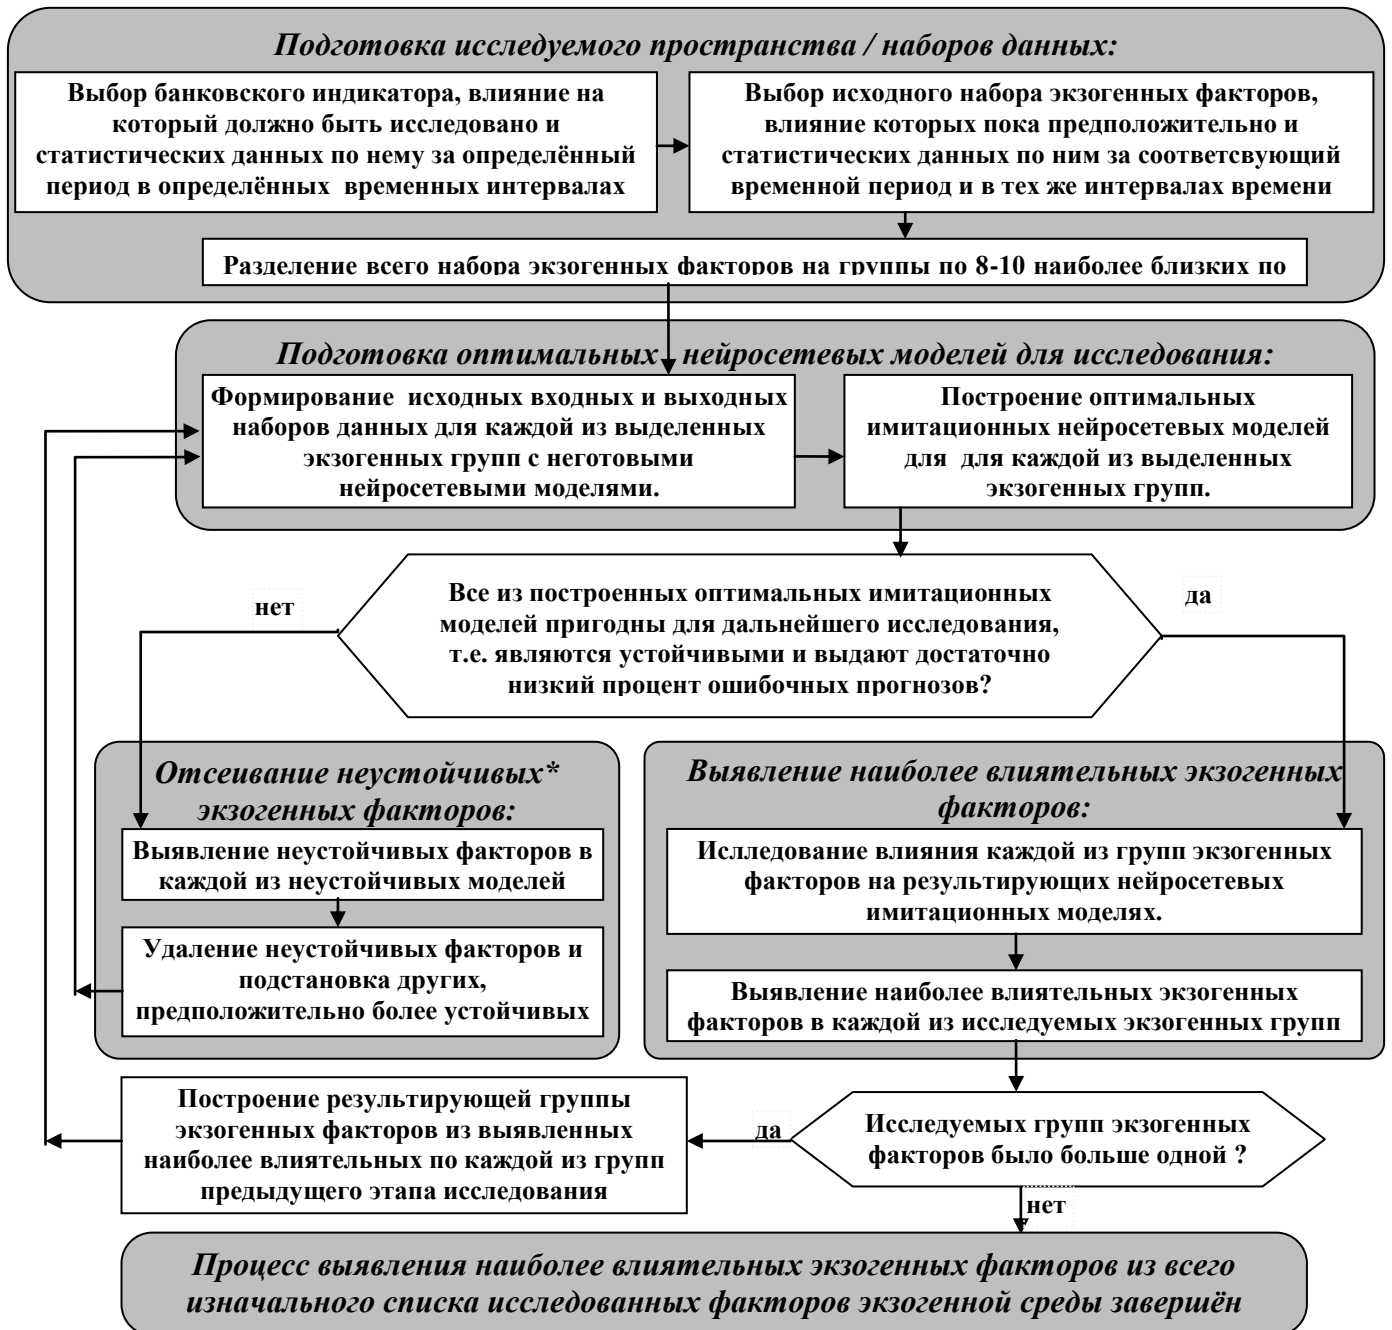 Подготовка исследуемого пространства / наборов данных:
Выбор банковского индикатора, влияние на
который должно быть исследовано и
статистических данных по нему за определённый
период в определённых временных интервалах
Выбор исходного набора экзогенных факторов,
влияние которых пока предположительно и
статистических данных по ним за соответсвующий
временной период и в тех же интервалах времени
Разделение всего набора экзогенных факторов на группы по 8-10 наиболее близких по
Подготовка оптимальных нейросетевых моделей для исследования:
Формирование исходных входных и выходных
наборов данных для каждой из выделенных
экзогенных групп с неготовыми
нейросетевыми моделями.
Построение оптимальных
имитационных нейросетевых моделей
для для каждой из выделенных
экзогенных групп.
Все из построенных оптимальных имитационных
моделей пригодны для дальнейшего исследования,
т.е. являются устойчивыми и выдают достаточно
низкий процент ошибочных прогнозов?
нет
да
Отсеивание неустойчивых*
экзогенных факторов:
Выявление неустойчивых факторов в
каждой из неустойчивых моделей
Удаление неустойчивых факторов и
подстановка других,
предположительно более устойчивых
Выявление наиболее влиятельных экзогенных
факторов:
Ислледование влияния каждой из групп экзогенных
факторов на результирующих нейросетевых
имитационных моделях.
Выявление наиболее влиятельных экзогенных
факторов в каждой из исследуемых экзогенных групп
Построение результирующей группы
экзогенных факторов из выявленных
наиболее влиятельных по каждой из групп
предыдущего этапа исследования
да
Исследуемых групп экзогенных
факторов было больше одной ?
нет
Процесс выявления наиболее влиятельных экзогенных факторов из всего
изначального списка исследованных факторов экзогенной среды завершён